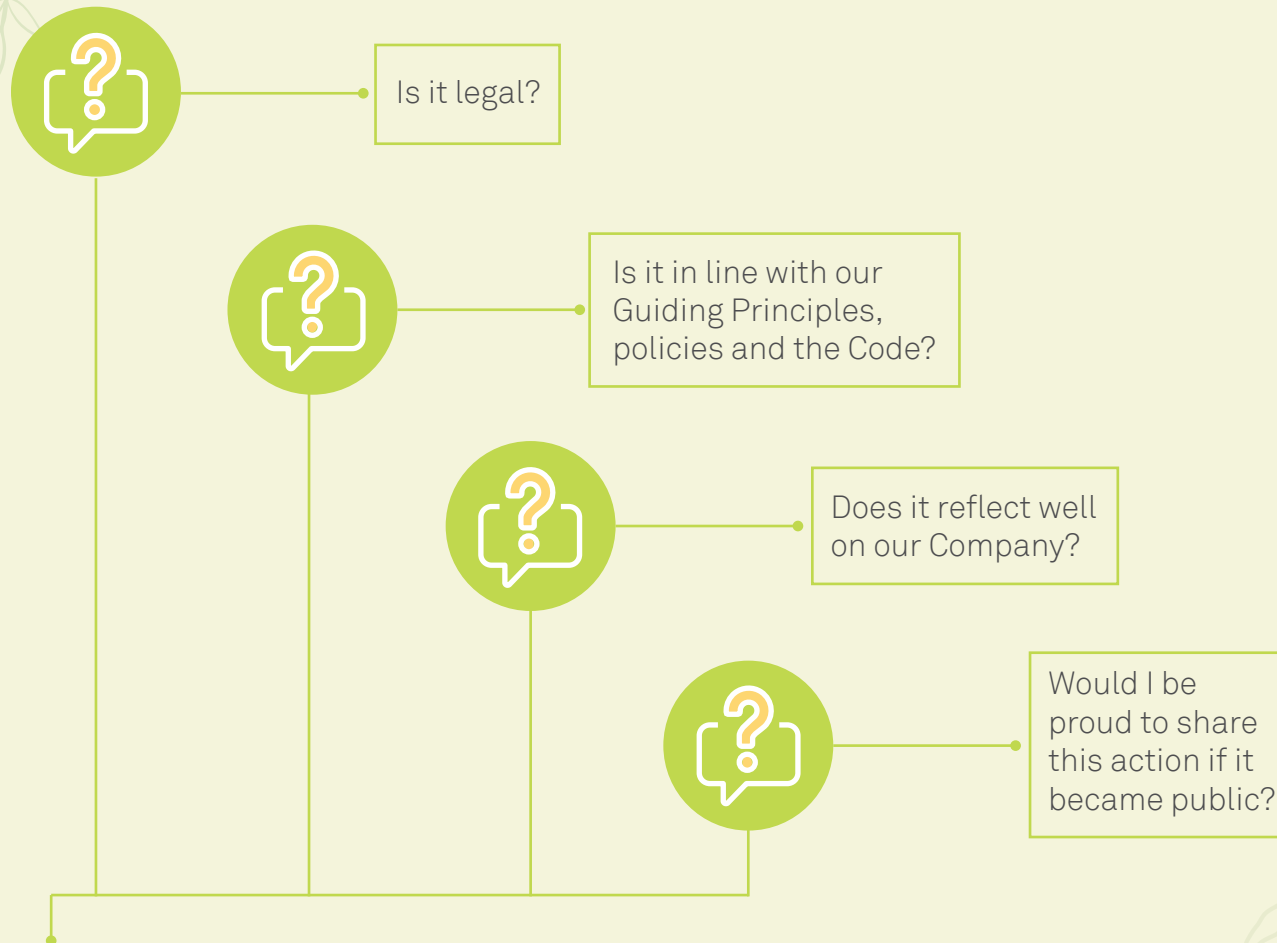 Is it legal?
Is it in line with our
Guiding Principles,
policies and the Code?
Does it reflect well
on our Company?
Would I be
proud to share
this action if it
became public?